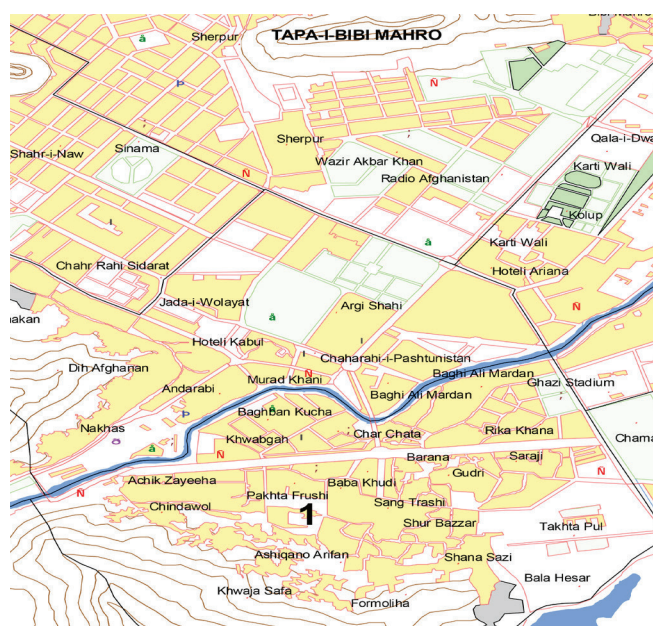 Bibi Mahro
TAPA-I-BIBI MAHRO
Sherpur
â
Þ
Ñ
Sherpur
Qala-i-Dwa
Sinama
Shahr-i-Naw
Wazir Akbar Khan
Karti Wali
Radio Afghanistan
Ñ
Kolup
â
Karti Wali
Chahr Rahi Sidarat
Hoteli Ariana
Jada-i-Wolayat
Argi Shahi
Ñ
nakan
â
Hoteli Kabul
Chaharahi-i-Pashtunistan
Dih Afghanan
Ñ
Baghi Ali Mardan
Murad Khani
Ghazi Stadium
Andarabi
Baghi Ali Mardan
Þ
Baghban Kucha
â
Nakhas
Rika Khana
Khwabgah
Char Chata
Chama
â
Ñ
Barana
Saraji
Achik Zayeeha
Baba Khudi
Gudri
Ñ
Ñ
Pakhta Frushi
Chindawol
Sang Trashi
1
Shur Bazzar
Takhta Pul
Ashiqano Arifan
Shana Sazi
Bala Hesar
Khwaja Safa
Formoliha